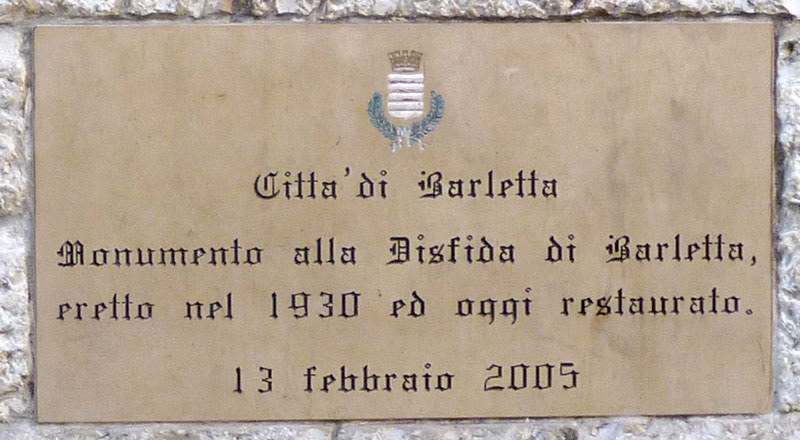 Citta' di Barletta
Monumento alla Disfida di Barletta,
eretto nel 1930 ed oggi restaurato.
13 febbraio 2005